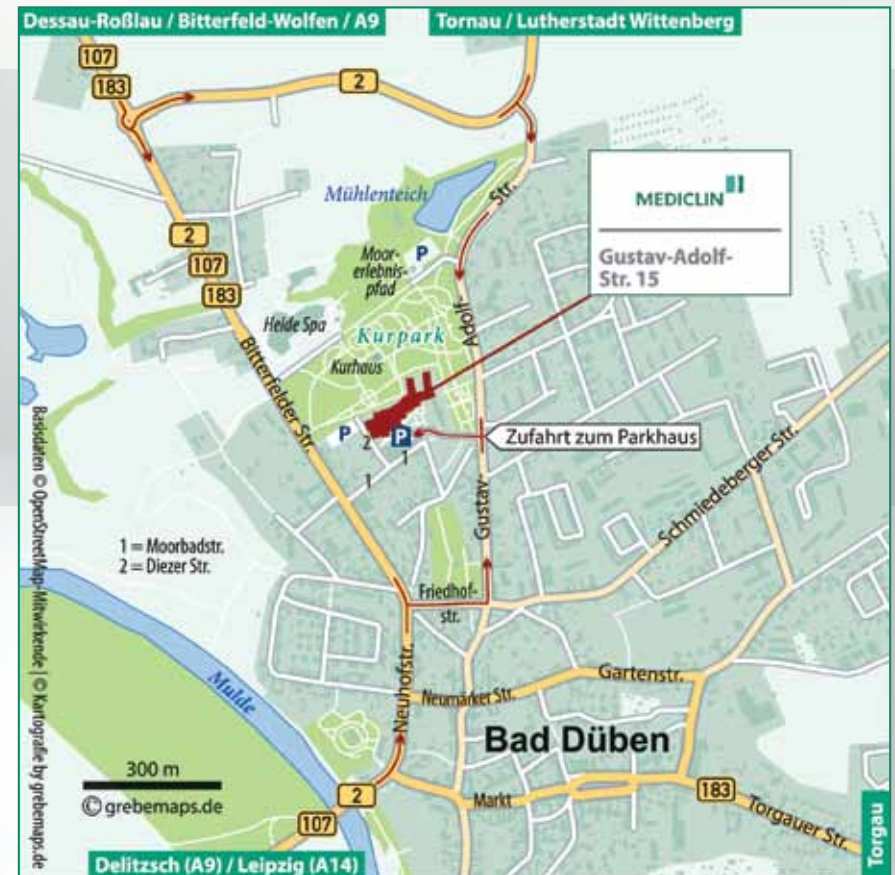 Dessau-Roßlau / Bitterfeld-Wolfen / A9
Tornau / Lutherstadt Wittenberg
107
183
2
Mühlenteich
Str.
MEDICLIN
Gustav-Adolf-
Str. 15
2
107
183
Moor-
erlebnis-
pfad
P
Adolf-
Heide Spa
Kurpark
Kurhaus
Bitterfelder Str.
P
2
P
1
1
Zufahrt zum Parkhaus
Gustav-
Schmiedeberger Str.
1 = Moorbadstr.
2 = Diezer Str.
Friedhof-
str.
Mulde
Neuhofstr.
Neumärker Str.
Gartenstr.
Bad Düben
300 m
© grebemaps.de
2
107
Markt
183
Torgauer Str.
Torgau
Delitzsch (A9) / Leipzig (A14)
Basisdaten © OpenStreetMap-Mitwirkende | © Kartografie by grebemaps.de